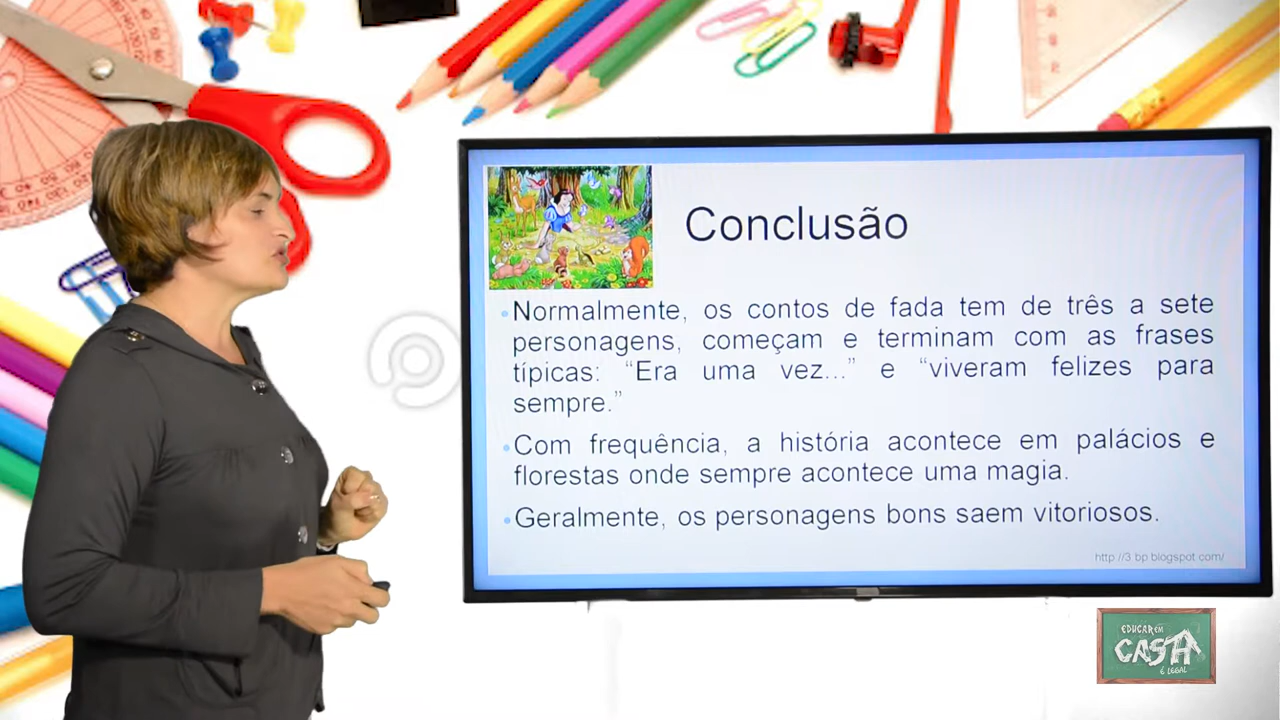 Conclusão
•Normalmente, os contos de fada tem de três a sete
personagens, começam e terminam com as frases
típicas: “Era uma vez...” e “viveram felizes para
sempre.”
•Com frequência, a história acontece em palácios e
florestas onde sempre acontece uma magia.
•Geralmente, os personagens bons saem vitoriosos.
http://3.bp.blogspot.com/
EDUCAR EM
CASA
É LEGAL